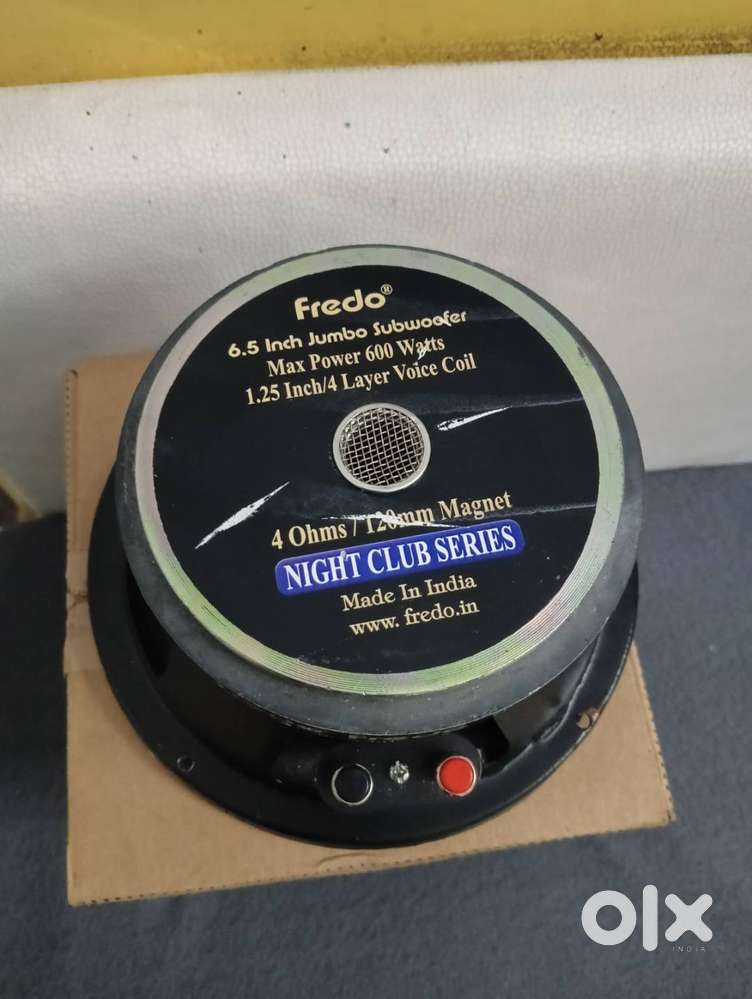 Fredo®
6.5 Inch Jumbo Subwoofer
Max Power 600 Watts
1.25 Inch/4 Layer Voice Coil
4 Ohms / 120mm Magnet
NIGHT CLUB SERIES
Made In India
www. fredo.in
olx
INDIA